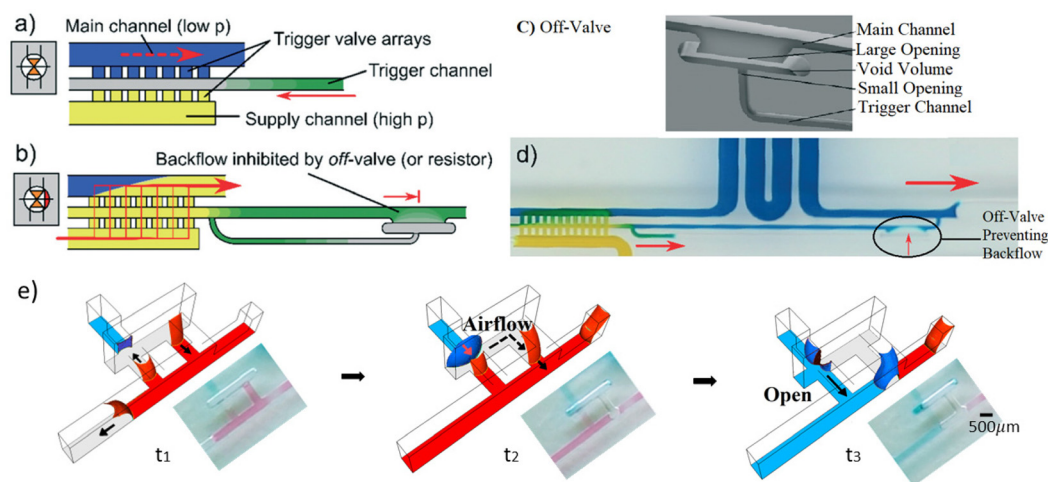 a)
Main channel (low p)
Trigger valve arrays
Trigger channel
Supply channel (high p)
b)
Backflow inhibited by off-valve (or resistor)
C) Off-Valve
Main Channel
Large Opening
Void Volume
Small Opening
Trigger Channel
d)
Off-Valve
Preventing
Backflow
e)
Airflow
Open
500μm
t1
t2
t3